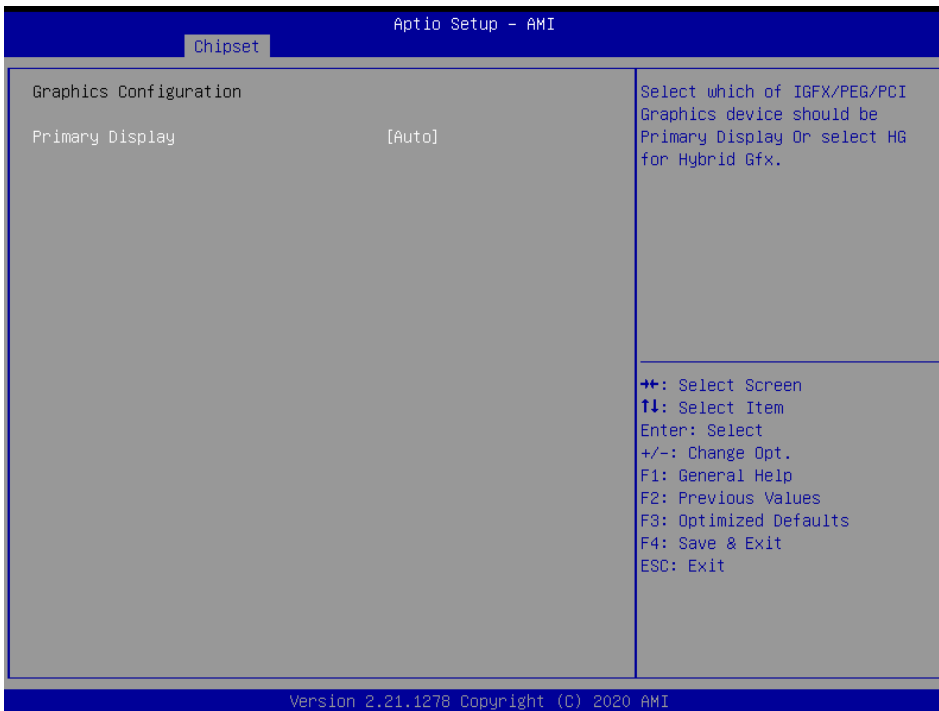 Aptio Setup - AMI
Chipset
Graphics Configuration
Primary Display [Auto]
Select which of IGFX/PEG/PCI
Graphics device should be
Primary Display Or select HG
for Hybrid Gfx.
→←: Select Screen
↑↓: Select Item
Enter: Select
+/-: Change Opt.
F1: General Help
F2: Previous Values
F3: Optimized Defaults
F4: Save & Exit
ESC: Exit
Version 2.21.1278 Copyright (C) 2020 AMI